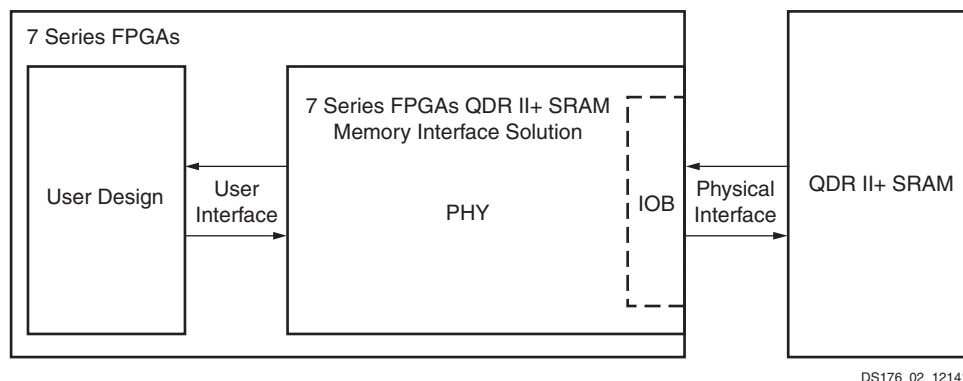 7 Series FPGAs
7 Series FPGAs QDR II+ SRAM
Memory Interface Solution
User Design
User
Interface
PHY
IOB
Physical
Interface
QDR II+ SRAM
DS176_02_12141